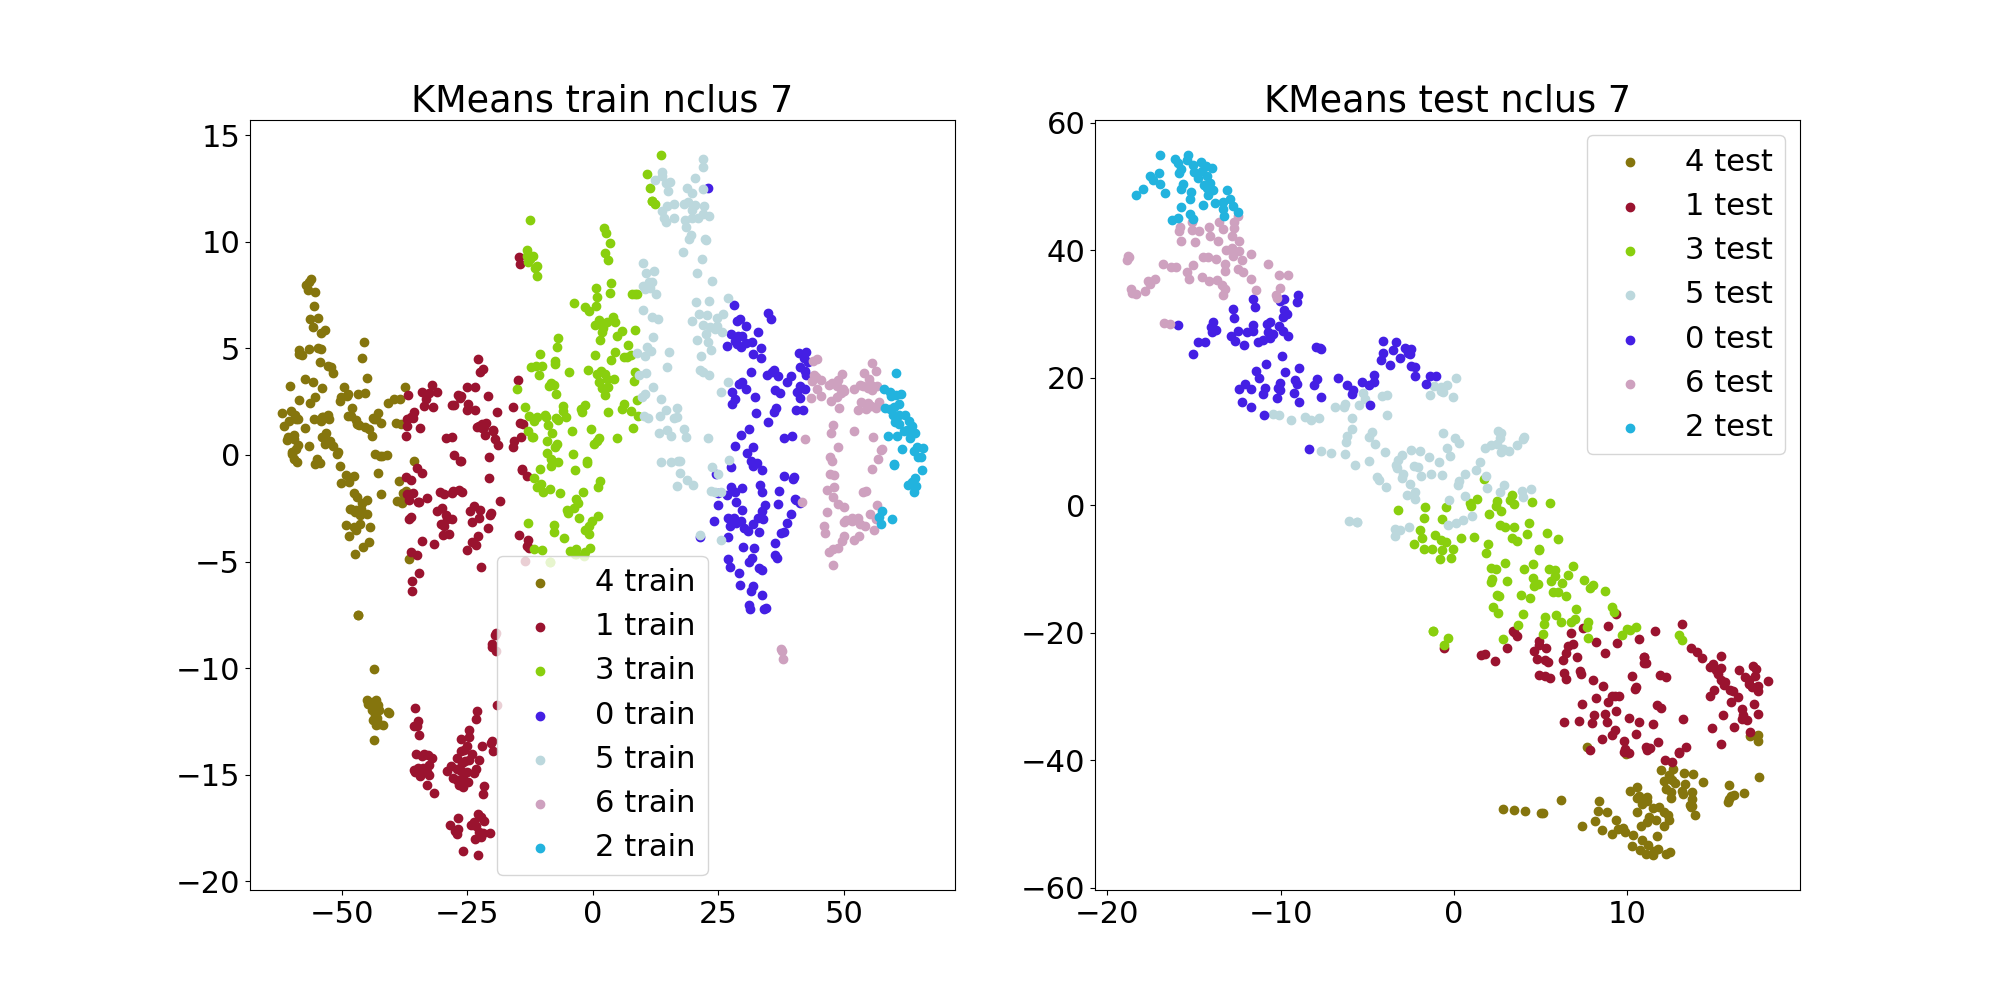 KMeans train nclus 7
15
10
5
0
−5
−10
−15
−20
−50
−25
0
25
50
4 train
1 train
3 train
0 train
5 train
6 train
2 train
KMeans test nclus 7
60
40
20
0
−20
−40
−60
−20
−10
0
10
4 test
1 test
3 test
5 test
0 test
6 test
2 test